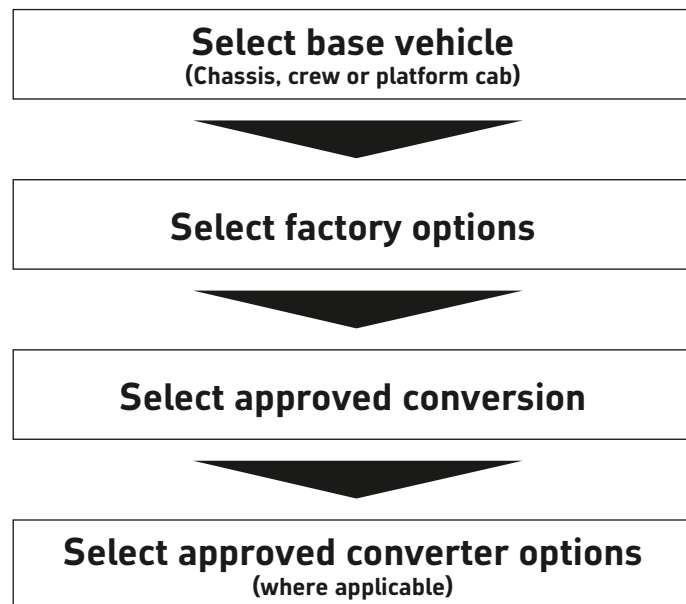 Select base vehicle
(Chassis, crew or platform cab)
Select factory options
Select approved conversion
Select approved converter options
(where applicable)